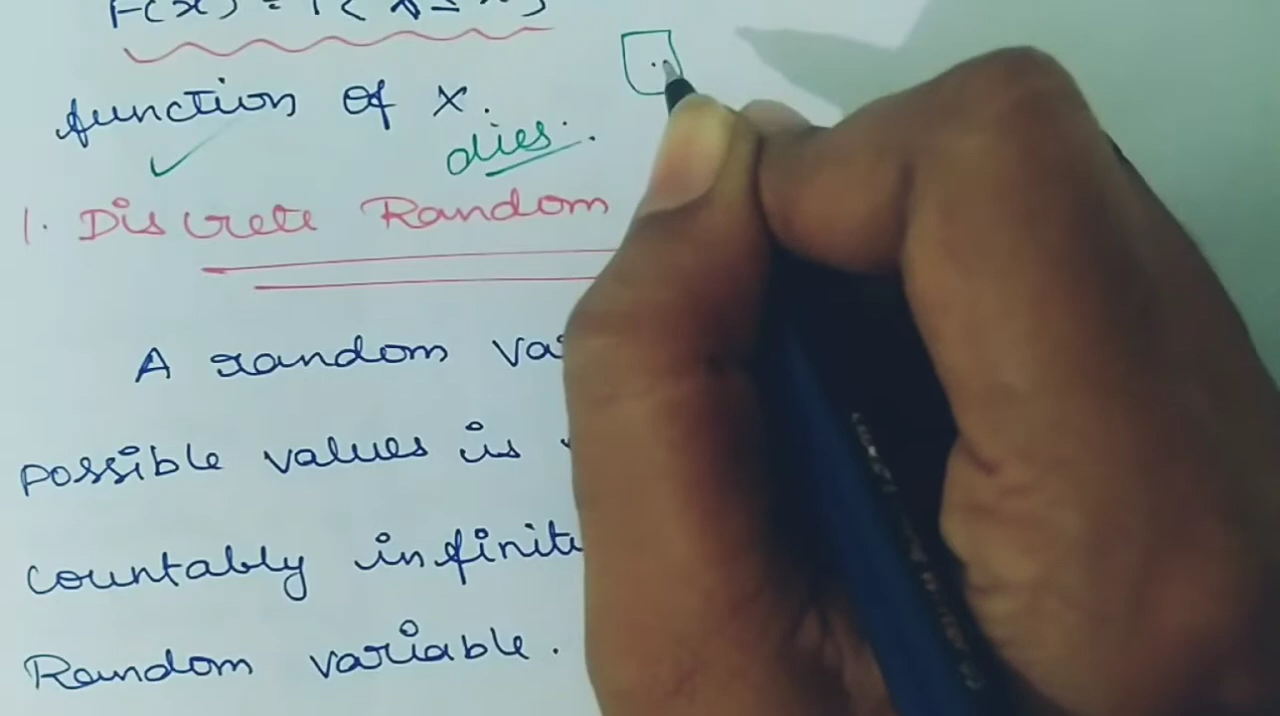 F(x) = P(X ≤ x)
function of x.
dies.
1. Discrete Random
A random va
possible values is
countably infinite
Random variable.